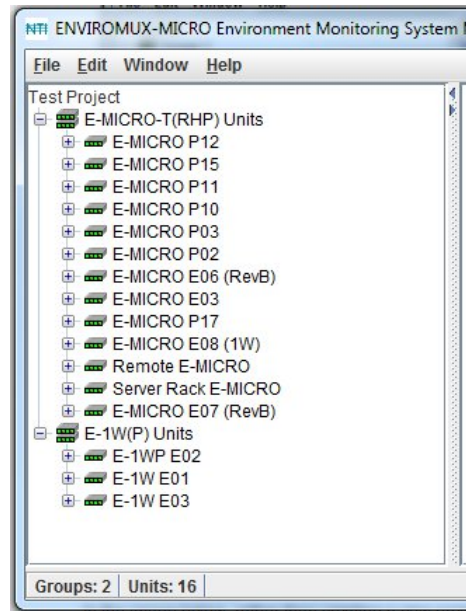 NTI ENVIROMUX-MICRO Environment Monitoring System
File Edit Window Help
Test Project
E-MICRO-T(RHP) Units
E-MICRO P12
E-MICRO P15
E-MICRO P11
E-MICRO P10
E-MICRO P03
E-MICRO P02
E-MICRO E06 (RevB)
E-MICRO E03
E-MICRO P17
E-MICRO E08 (1W)
Remote E-MICRO
Server Rack E-MICRO
E-MICRO E07 (RevB)
E-1W(P) Units
E-1WP E02
E-1W E01
E-1W E03
Groups: 2 Units: 16